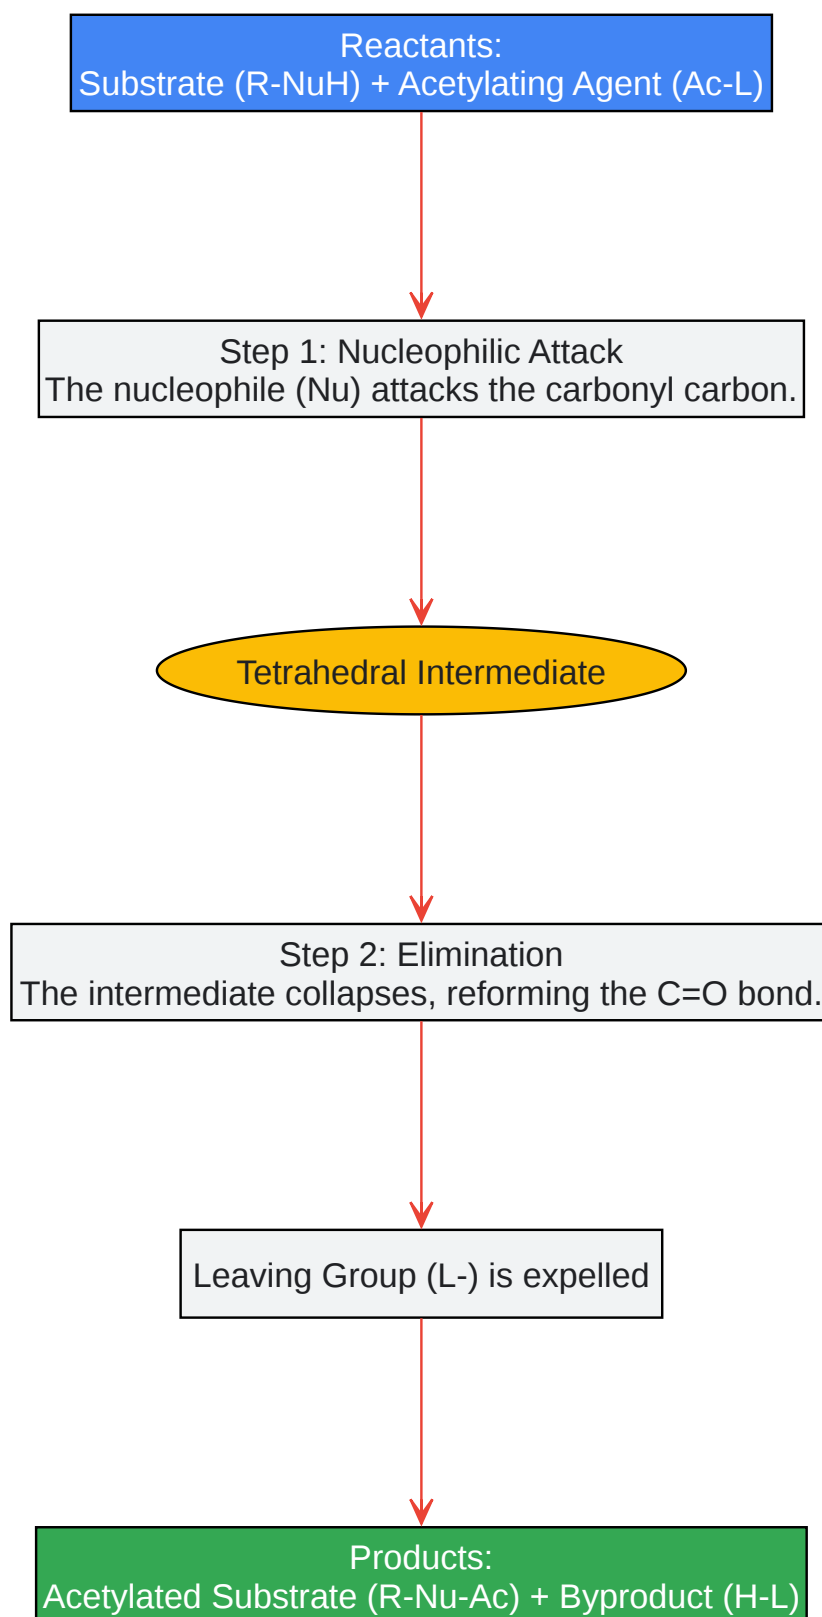 Reactants:
Substrate (R-NuH) + Acetylating Agent (Ac-L)
Step 1: Nucleophilic Attack
The nucleophile (Nu) attacks the carbonyl carbon.
Tetrahedral Intermediate
Step 2: Elimination
The intermediate collapses, reforming the C=O bond.
Leaving Group (L-) is expelled
Products:
Acetylated Substrate (R-Nu-Ac) + Byproduct (H-L)